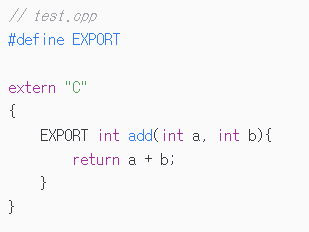 // test.cpp
#define EXPORT
extern "C"
{
    EXPORT int add(int a, int b){
        return a + b;
    }
}